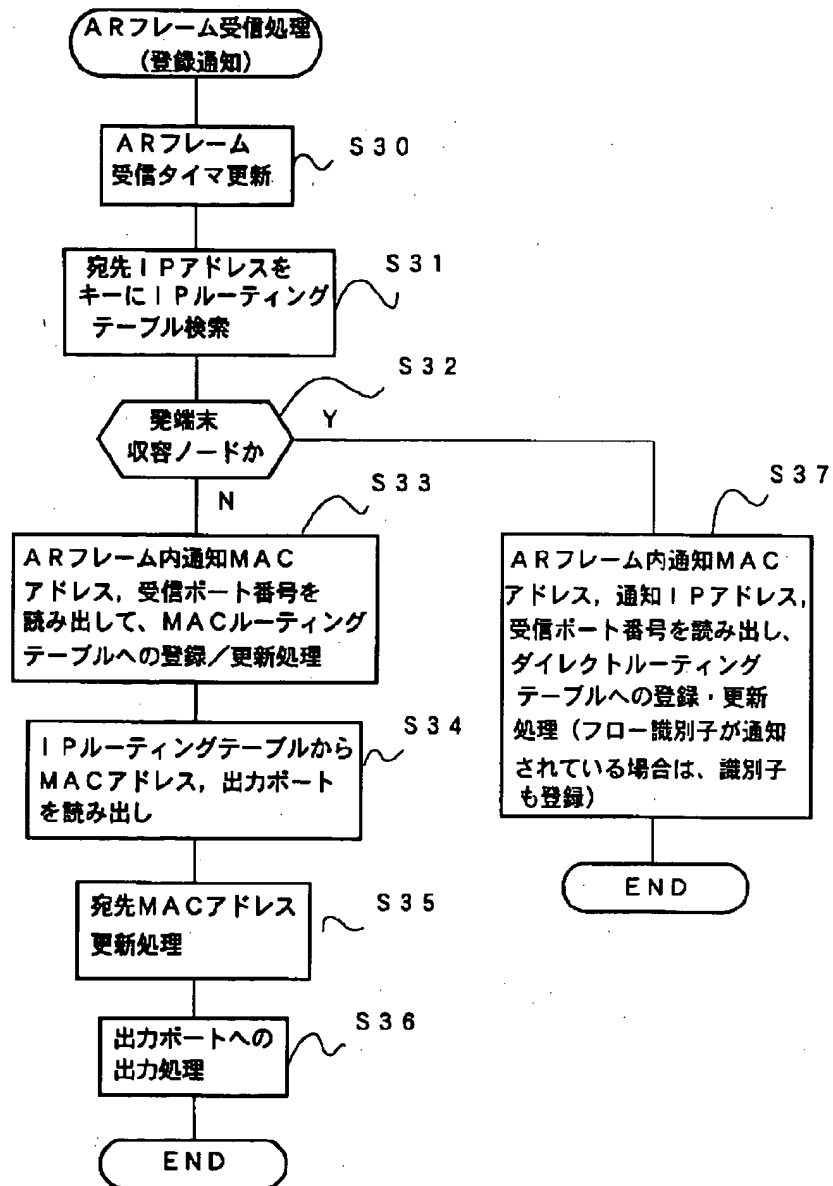 ARフレーム受信処理
(登録通知)
ARフレーム
受信タイマ更新
S30
宛先IPアドレスを
キーにIPルーティング
テーブル検索
S31
発端末
収容ノードか
S32
Y
N
S33
ARフレーム内通知MAC
アドレス,受信ポート番号を
読み出して、MACルーティング
テーブルへの登録/更新処理
IPルーティングテーブルから
MACアドレス,出力ポート
を読み出し
S34
宛先MACアドレス
更新処理
S35
出力ポートへの
出力処理
S36
END
S37
ARフレーム内通知MAC
アドレス,通知IPアドレス,
受信ポート番号を読み出し、
ダイレクトルーティング
テーブルへの登録・更新
処理(フロー識別子が通知
されている場合は、識別子
も登録)
END